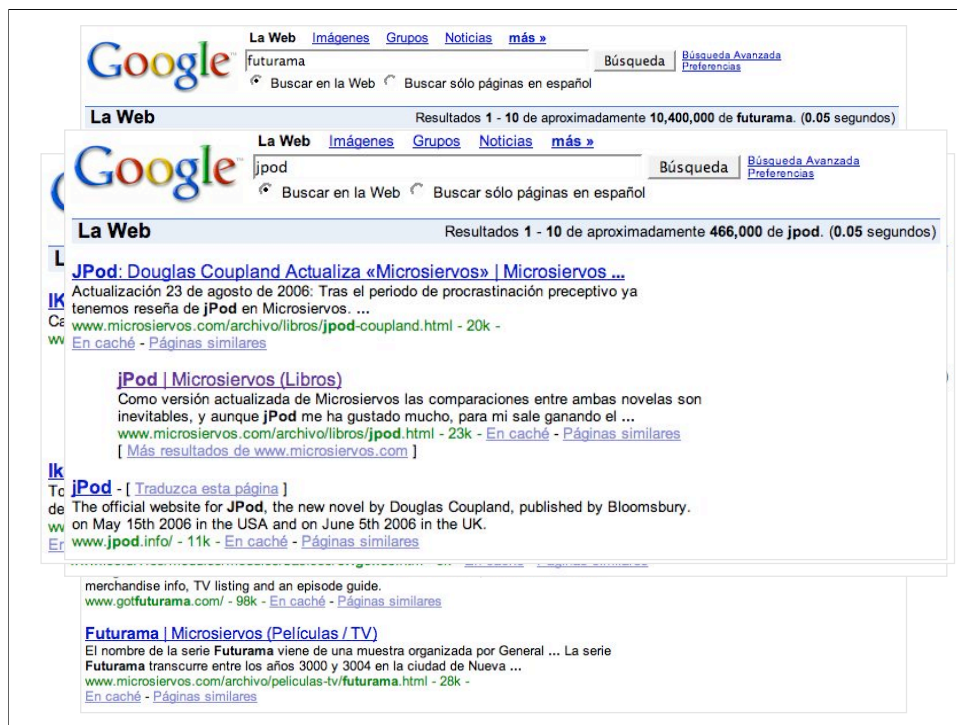 La Web Imágenes Grupos Noticias más »
Google™ futurama Búsqueda Búsqueda Avanzada
Preferencias
Buscar en la Web Buscar sólo páginas en español
La Web Resultados 1 - 10 de aproximadamente 10,400,000 de futurama. (0.05 segundos)
La Web Imágenes Grupos Noticias más »
Google™ jpod Búsqueda Búsqueda Avanzada
Preferencias
Buscar en la Web Buscar sólo páginas en español
La Web Resultados 1 - 10 de aproximadamente 466,000 de jpod. (0.05 segundos)
JPod: Douglas Coupland Actualiza «Microsiervos» | Microsiervos ...
Actualización 23 de agosto de 2006: Tras el periodo de procrastinación preceptivo ya
tenemos reseña de jPod en Microsiervos. ...
www.microsiervos.com/archivo/libros/jpod-coupland.html - 20k -
En caché - Páginas similares
jPod | Microsiervos (Libros)
Como versión actualizada de Microsiervos las comparaciones entre ambas novelas son
inevitables, y aunque jPod me ha gustado mucho, para mi sale ganando el ...
www.microsiervos.com/archivo/libros/jpod.html - 23k - En caché - Páginas similares
[ Más resultados de www.microsiervos.com ]
jPod - [ Traduzca esta página ]
The official website for JPod, the new novel by Douglas Coupland, published by Bloomsbury.
on May 15th 2006 in the USA and on June 5th 2006 in the UK.
www.jpod.info/ - 11k - En caché - Páginas similares
merchandise info, TV listing and an episode guide.
www.gotfuturama.com/ - 98k - En caché - Páginas similares
Futurama | Microsiervos (Películas / TV)
El nombre de la serie Futurama viene de una muestra organizada por General ... La serie
Futurama transcurre entre los años 3000 y 3004 en la ciudad de Nueva ...
www.microsiervos.com/archivo/peliculas-tv/futurama.html - 28k -
En caché - Páginas similares